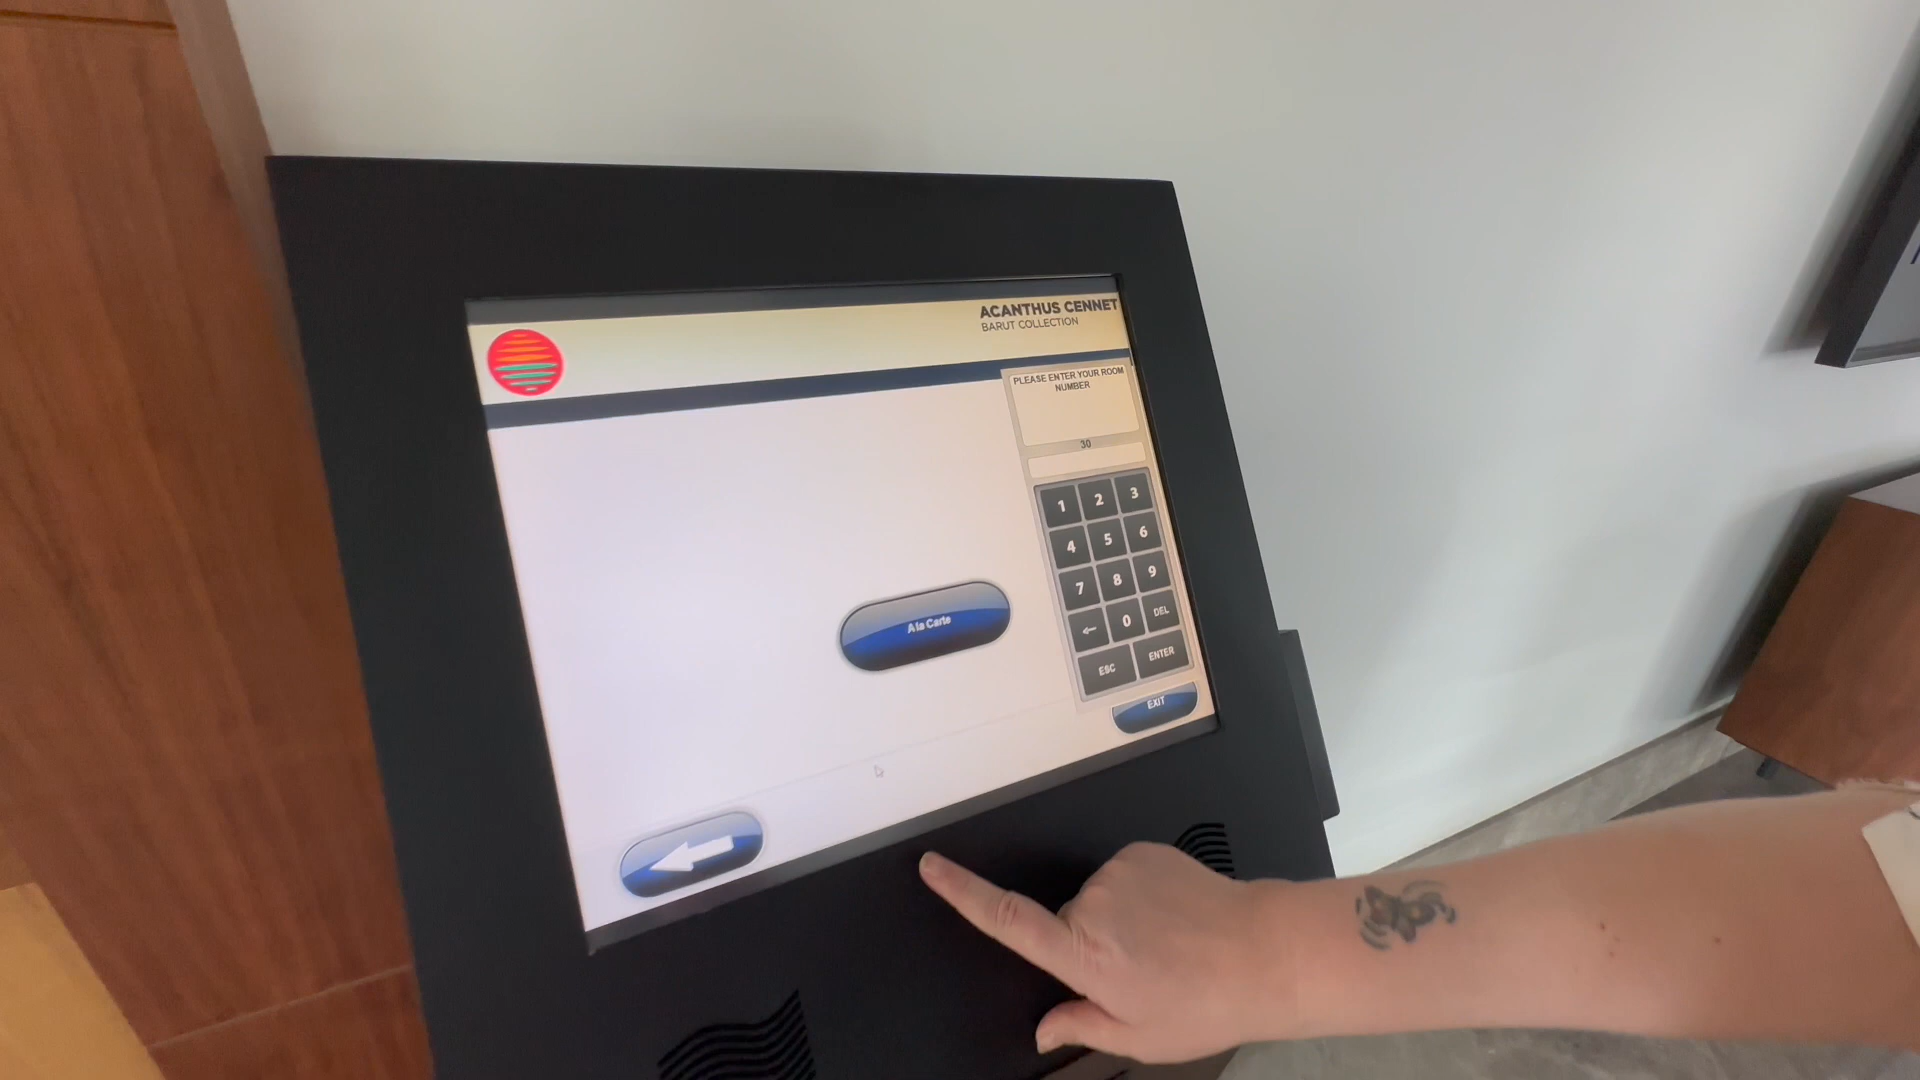 ACANTHUS CENNET
BARUT COLLECTION
PLEASE ENTER YOUR ROOM
NUMBER
30
1 2 3
4 5 6
7 8 9
← 0 DEL
ESC ENTER
A la Carte
EXIT